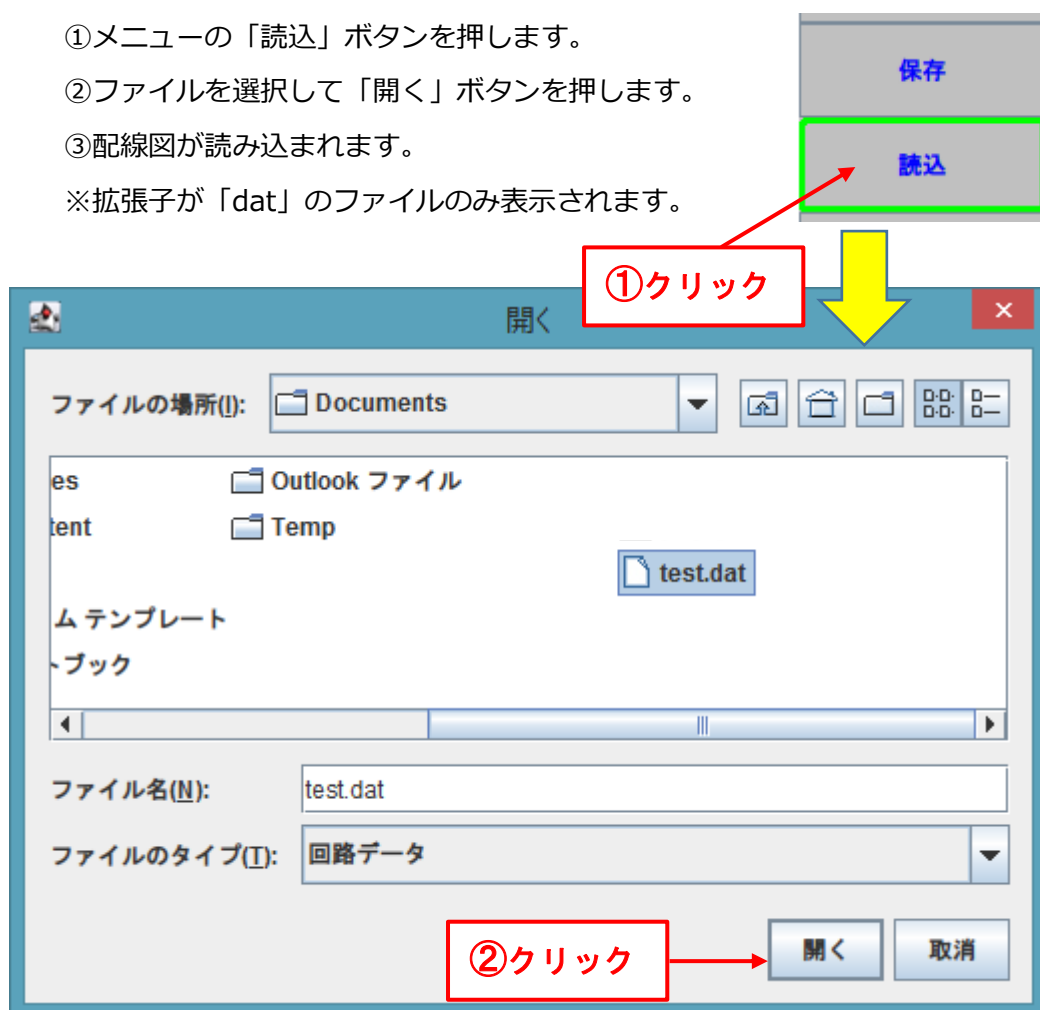 ①メニューの「読込」ボタンを押します。
②ファイルを選択して「開く」ボタンを押します。
③配線図が読み込まれます。
※拡張子が「dat」のファイルのみ表示されます。
保存
読込
①クリック
開く
ファイルの場所(I): Documents
es Outlook ファイル
tent Temp
test.dat
ム テンプレート
トブック
ファイル名(N): test.dat
ファイルのタイプ(T): 回路データ
②クリック
開く 取消